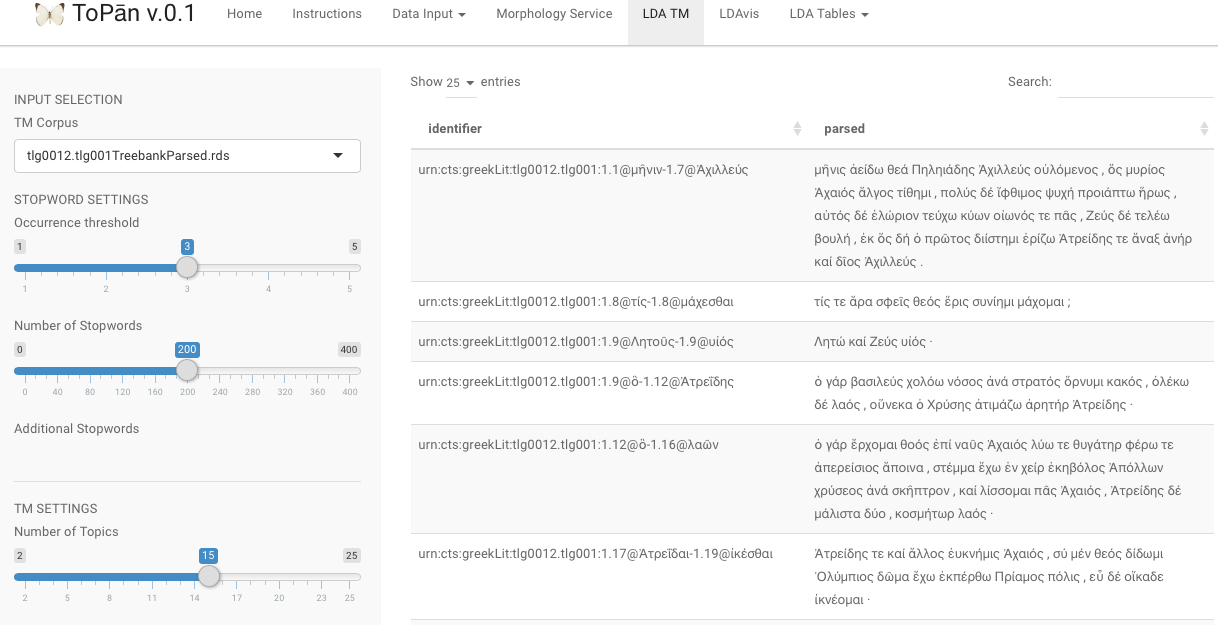 ToPān v.0.1
Home Instructions Data Input Morphology Service LDA TM LDAvis LDA Tables
INPUT SELECTION
TM Corpus
tlg0012.tlg001TreebankParsed.rds
STOPWORD SETTINGS
Occurrence threshold
1 3 5
1 2 3 4 5
Number of Stopwords
0 200 400
0 40 80 120 160 200 240 280 320 360 400
Additional Stopwords
TM SETTINGS
Number of Topics
2 15 25
2 5 8 11 14 17 20 23 25
Show 25 entries
Search:
identifier parsed
urn:cts:greekLit:tlg0012.tlg001:1.1@μῆνιν-1.7@Ἀχιλλεύς
μῆνις ἀείδω θεά Πηληιάδης Ἀχιλλεύς οὐλόμενος , ὅς μυρίος
Ἀχαιός ἄλγος τίθημι , πολύς δέ ἴφθιμος ψυχή προιάπτω ἥρως ,
αὐτός δέ ἑλώριον τεύχω κύων οἰωνός τε πᾶς , Ζεύς δέ τελέω
βουλή , ἐκ ὅς δή ὁ πρῶτος διίστημι ἐρίζω Ἀτρείδης τε ἄναξ ἀνήρ
καί δῖος Ἀχιλλεύς .
urn:cts:greekLit:tlg0012.tlg001:1.8@τίς-1.8@μάχεσθαι
τίς τε ἄρα σφεῖς θεός ἔρις συνίημι μάχομαι ;
urn:cts:greekLit:tlg0012.tlg001:1.9@Λητοῦς-1.9@υἱός
Λητώ καί Ζεύς υἱός ·
urn:cts:greekLit:tlg0012.tlg001:1.9@ὃ-1.12@Ἀτρεΐδης
ὁ γάρ βασιλεύς χολόω νόσος ἀνά στρατός ὄρνυμι κακός , ὀλέκω
δέ λαός , οὕνεκα ὁ Χρύσης ἀτιμάζω ἀρητήρ Ἀτρείδης ·
urn:cts:greekLit:tlg0012.tlg001:1.12@ὃ-1.16@λαῶν
ὁ γάρ ἔρχομαι θοός ἐπί ναῦς Ἀχαιός λύω τε θυγάτηρ φέρω τε
ἀπερείσιος ἄποινα , στέμμα ἔχω ἐν χείρ ἑκηβόλος Ἀπόλλων
χρύσεος ἀνά σκῆπτρον , καί λίσσομαι πᾶς Ἀχαιός , Ἀτρείδης δέ
μάλιστα δύο , κοσμήτωρ λαός ·
urn:cts:greekLit:tlg0012.tlg001:1.17@Ἀτρεΐδαι-1.19@ἱκέσθαι
Ἀτρείδης τε καί ἄλλος ἐυκνήμις Ἀχαιός , σύ μέν θεός δίδωμι
Ὀλύμπιος δῶμα ἔχω ἐκπέρθω Πρίαμος πόλις , εὖ δέ οἴκαδε
ἱκνέομαι ·